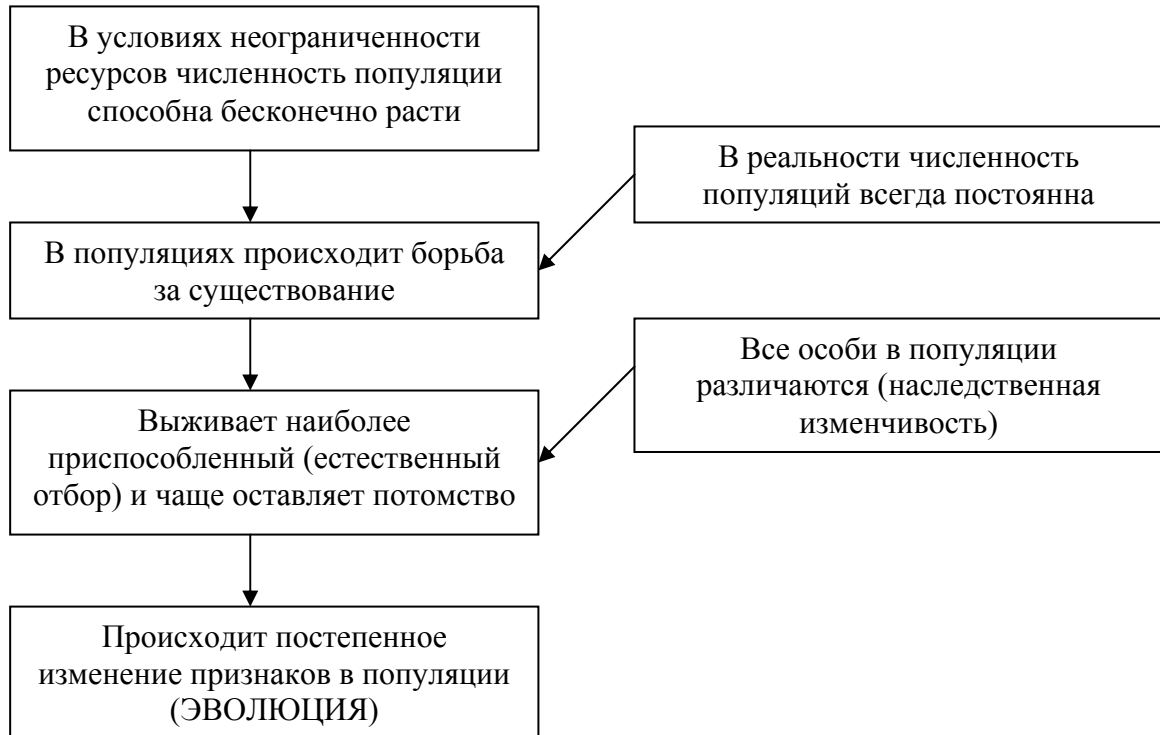 В условиях неограниченности
ресурсов численность популяции
способна бесконечно расти
В реальности численность
популяций всегда постоянна
В популяциях происходит борьба
за существование
Все особи в популяции
различаются (наследственная
изменчивость)
Выживает наиболее
приспособленный (естественный
отбор) и чаще оставляет потомство
Происходит постепенное
изменение признаков в популяции
(ЭВОЛЮЦИЯ)